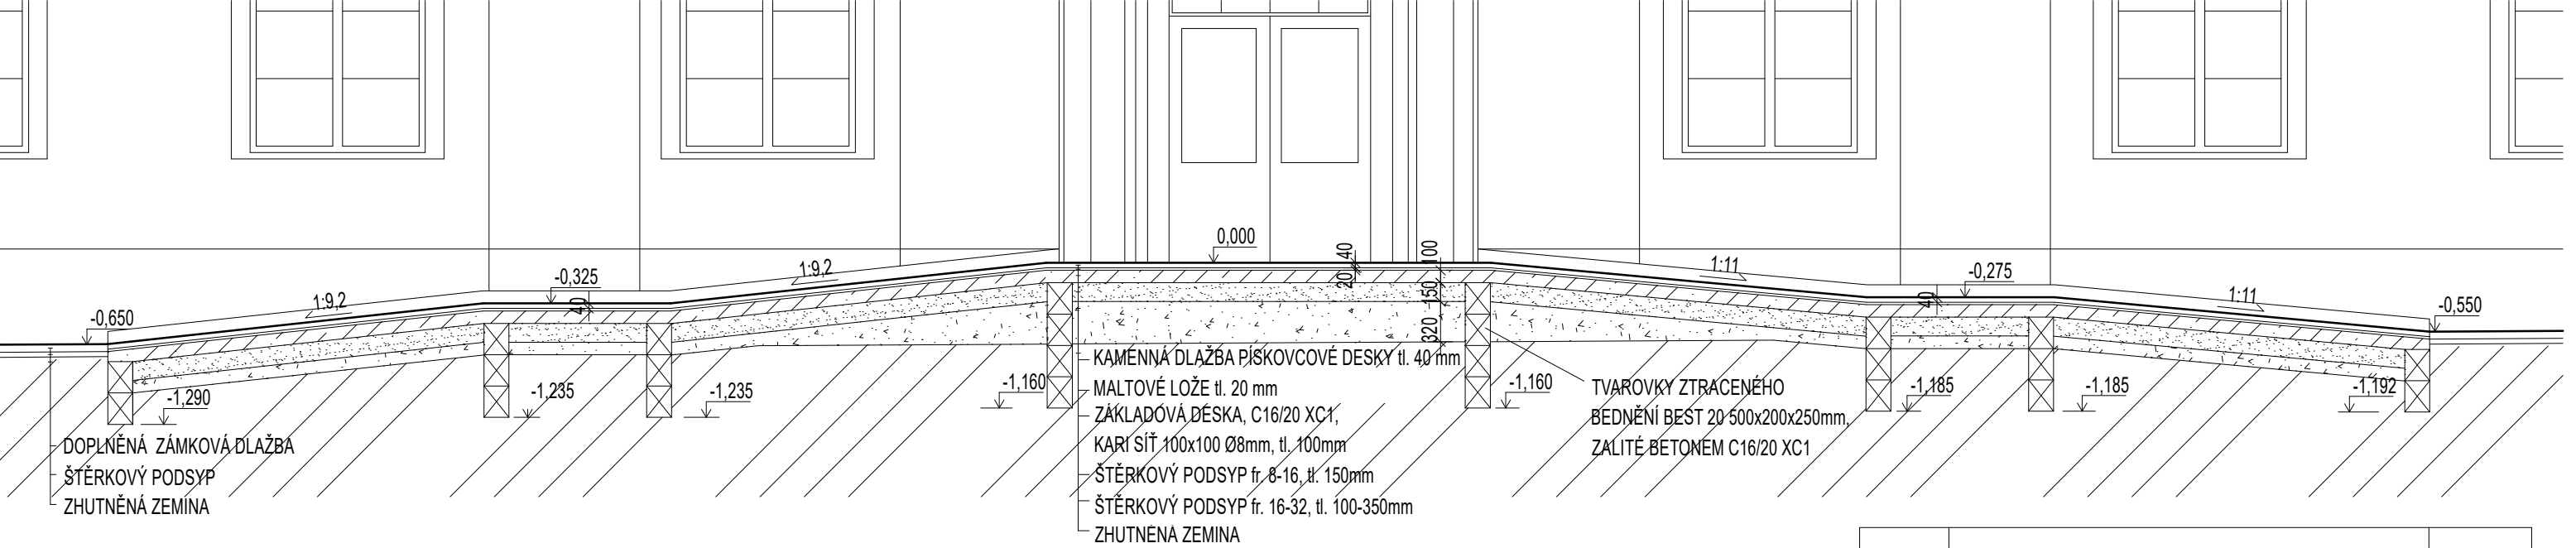 0,000
40
20
100
150
320
1:9,2
-0,325
40
1:9,2
-0,650
1:11
-0,275
40
1:11
-0,550
-1,290
-1,235
-1,235
-1,160
-1,160
-1,185
-1,185
-1,192
DOPLNĚNÁ ZÁMKOVÁ DLAŽBA
ŠTĚRKOVÝ PODSYP
ZHUTNĚNÁ ZEMINA
KAMENNÁ DLAŽBA PÍSKOVCOVÉ DESKY tl. 40 mm
MALTOVÉ LOŽE tl. 20 mm
ZÁKLADOVÁ DESKA, C16/20 XC1,
KARI SÍŤ 100x100 Ø8mm, tl. 100mm
ŠTĚRKOVÝ PODSYP fr. 8-16, tl. 150mm
ŠTĚRKOVÝ PODSYP fr. 16-32, tl. 100-350mm
ZHUTNĚNÁ ZEMINA
TVAROVKY ZTRACENÉHO
BEDNĚNÍ BEST 20 500x200x250mm,
ZALITÉ BETONEM C16/20 XC1